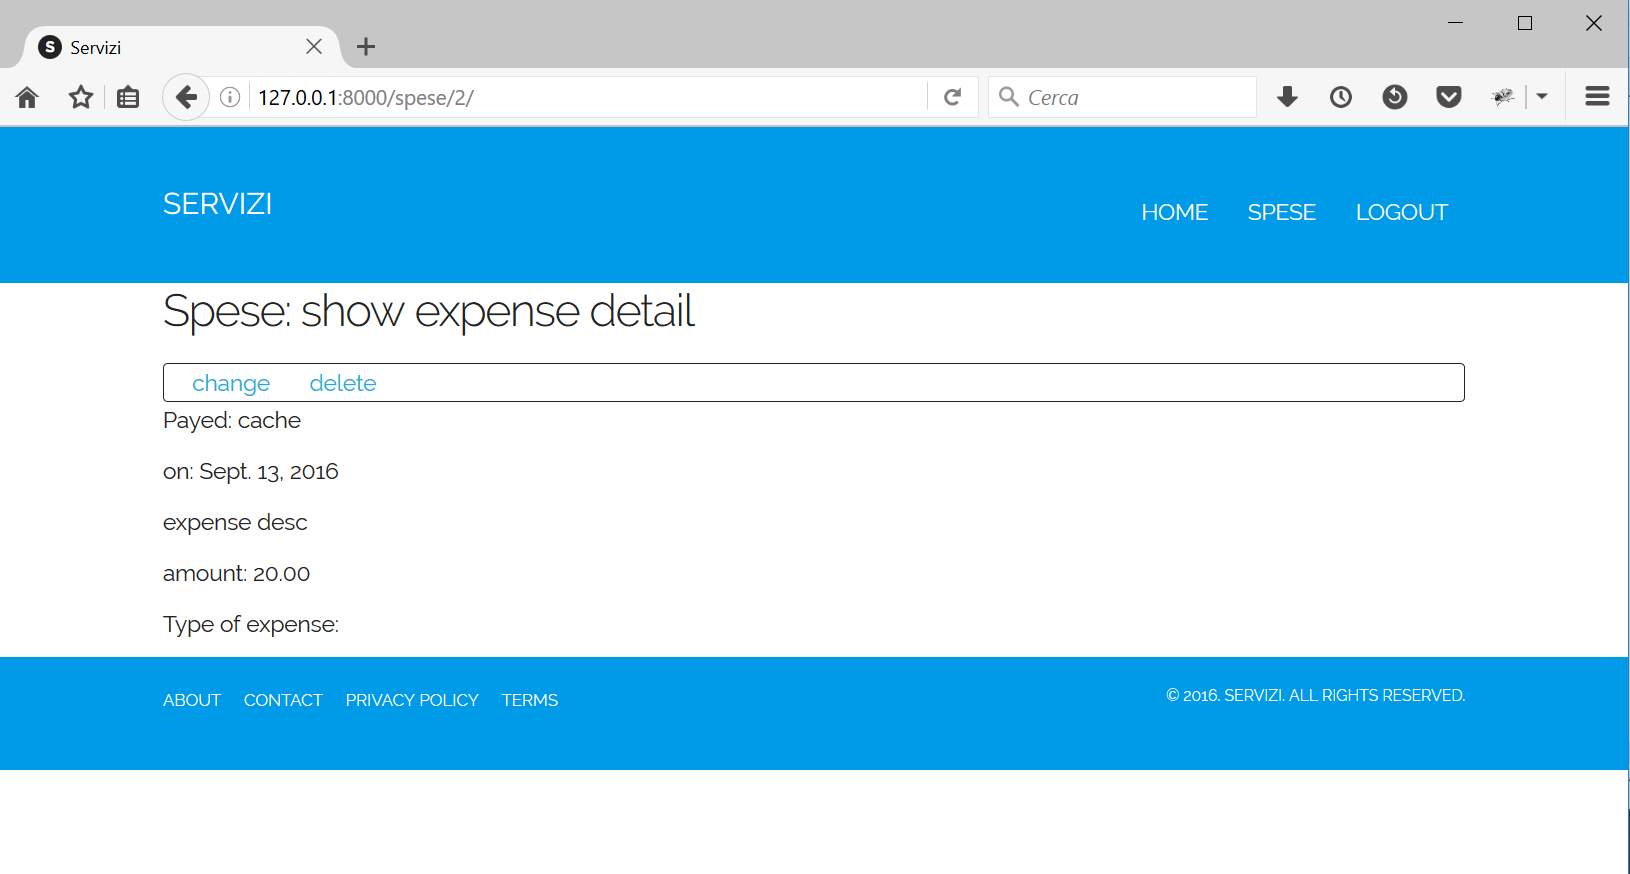 Servizi
127.0.0.1:8000/spese/2/
Cerca
SERVIZI
HOME SPESE LOGOUT
Spese: show expense detail
change delete
Payed: cache
on: Sept. 13, 2016
expense desc
amount: 20.00
Type of expense:
ABOUT CONTACT PRIVACY POLICY TERMS
© 2016. SERVIZI. ALL RIGHTS RESERVED.